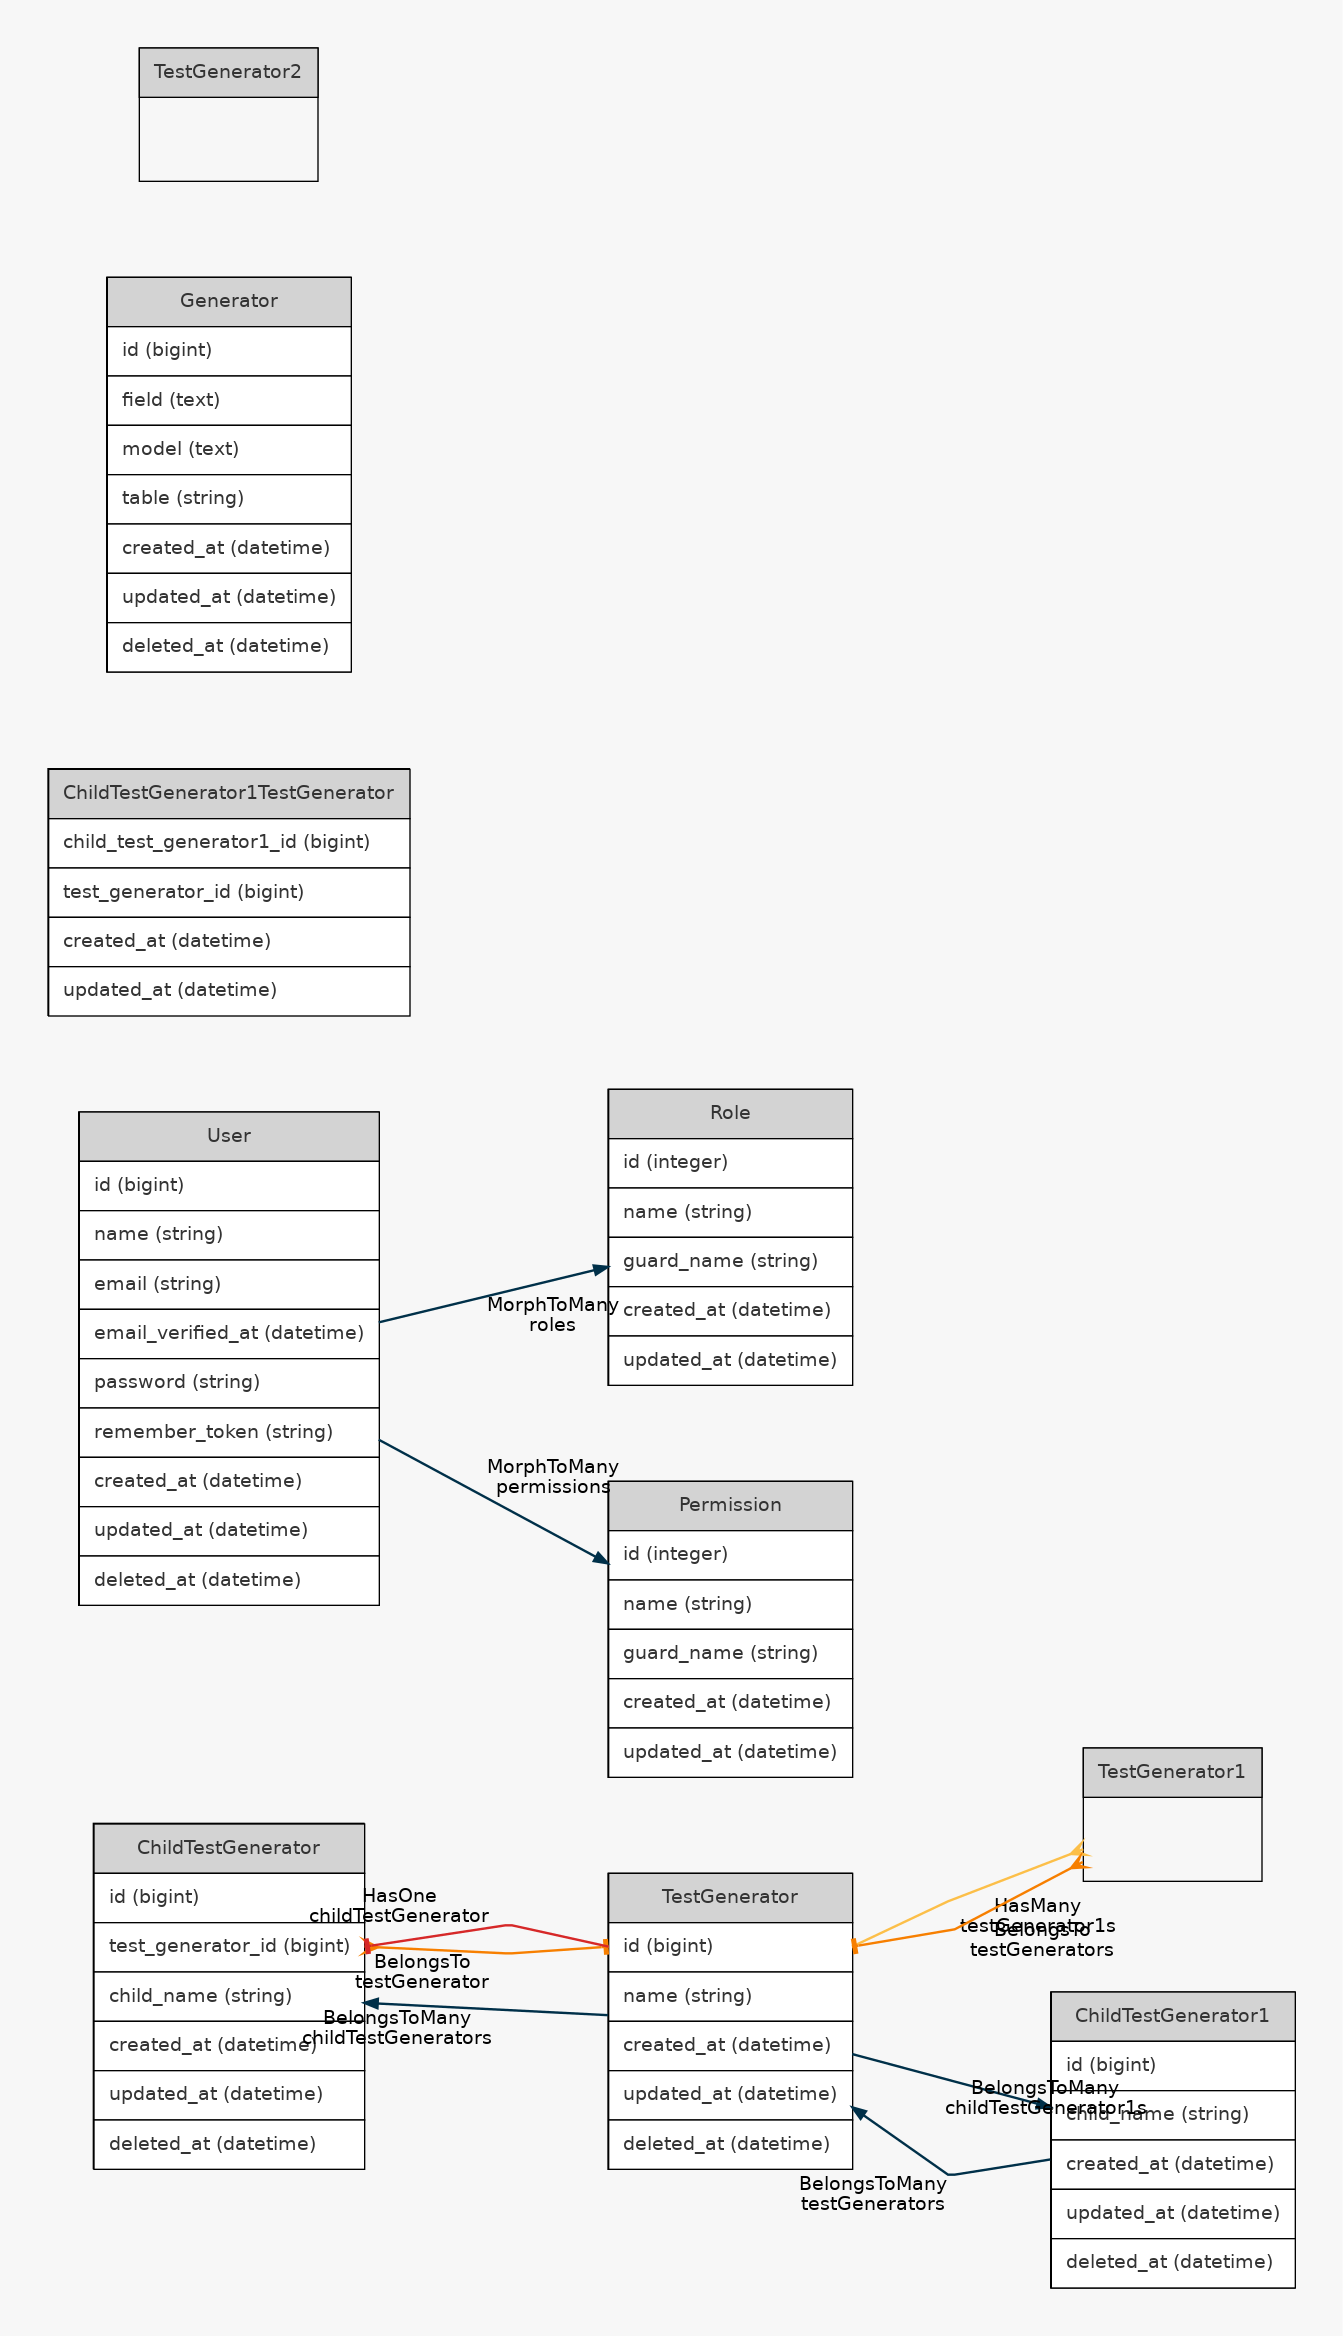 TestGenerator2
Generator
id (bigint)
field (text)
model (text)
table (string)
created_at (datetime)
updated_at (datetime)
deleted_at (datetime)
ChildTestGenerator1TestGenerator
child_test_generator1_id (bigint)
test_generator_id (bigint)
created_at (datetime)
updated_at (datetime)
User
id (bigint)
name (string)
email (string)
email_verified_at (datetime)
password (string)
remember_token (string)
created_at (datetime)
updated_at (datetime)
deleted_at (datetime)
MorphToMany
roles
MorphToMany
permissions
Role
id (integer)
name (string)
guard_name (string)
created_at (datetime)
updated_at (datetime)
Permission
id (integer)
name (string)
guard_name (string)
created_at (datetime)
updated_at (datetime)
ChildTestGenerator
id (bigint)
test_generator_id (bigint)
child_name (string)
created_at (datetime)
updated_at (datetime)
deleted_at (datetime)
HasOne
childTestGenerator
BelongsTo
testGenerator
BelongsToMany
childTestGenerators
TestGenerator
id (bigint)
name (string)
created_at (datetime)
updated_at (datetime)
deleted_at (datetime)
TestGenerator1
HasMany
testGenerator1s
BelongsTo
testGenerators
BelongsToMany
childTestGenerator1s
BelongsToMany
testGenerators
ChildTestGenerator1
id (bigint)
child_name (string)
created_at (datetime)
updated_at (datetime)
deleted_at (datetime)